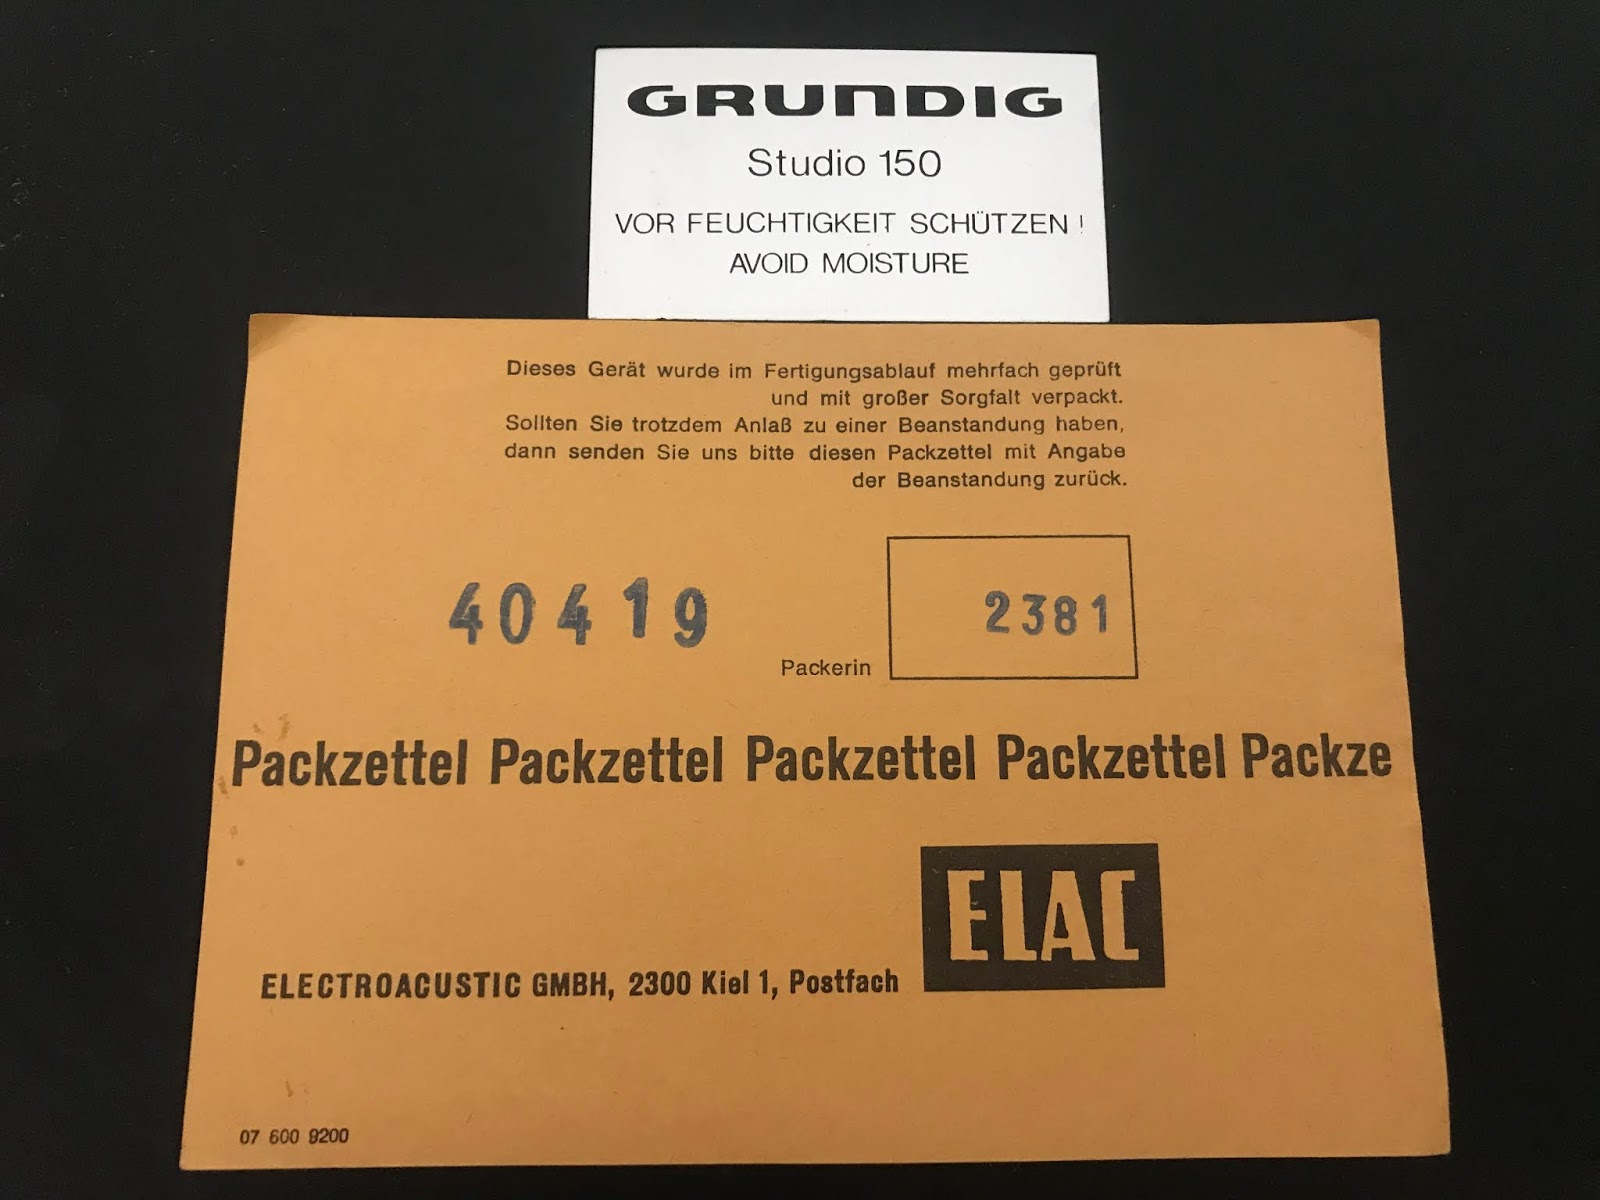 GRUNDIG
Studio 150
VOR FEUCHTIGKEIT SCHÜTZEN !
AVOID MOISTURE
Dieses Gerät wurde im Fertigungsablauf mehrfach geprüft
und mit großer Sorgfalt verpackt.
Sollten Sie trotzdem Anlaß zu einer Beanstandung haben,
dann senden Sie uns bitte diesen Packzettel mit Angabe
der Beanstandung zurück.
40419
2381
Packerin
Packzettel Packzettel Packzettel Packzettel Packze
ELAC
ELECTROACUSTIC GMBH, 2300 Kiel 1, Postfach
07 600 9200